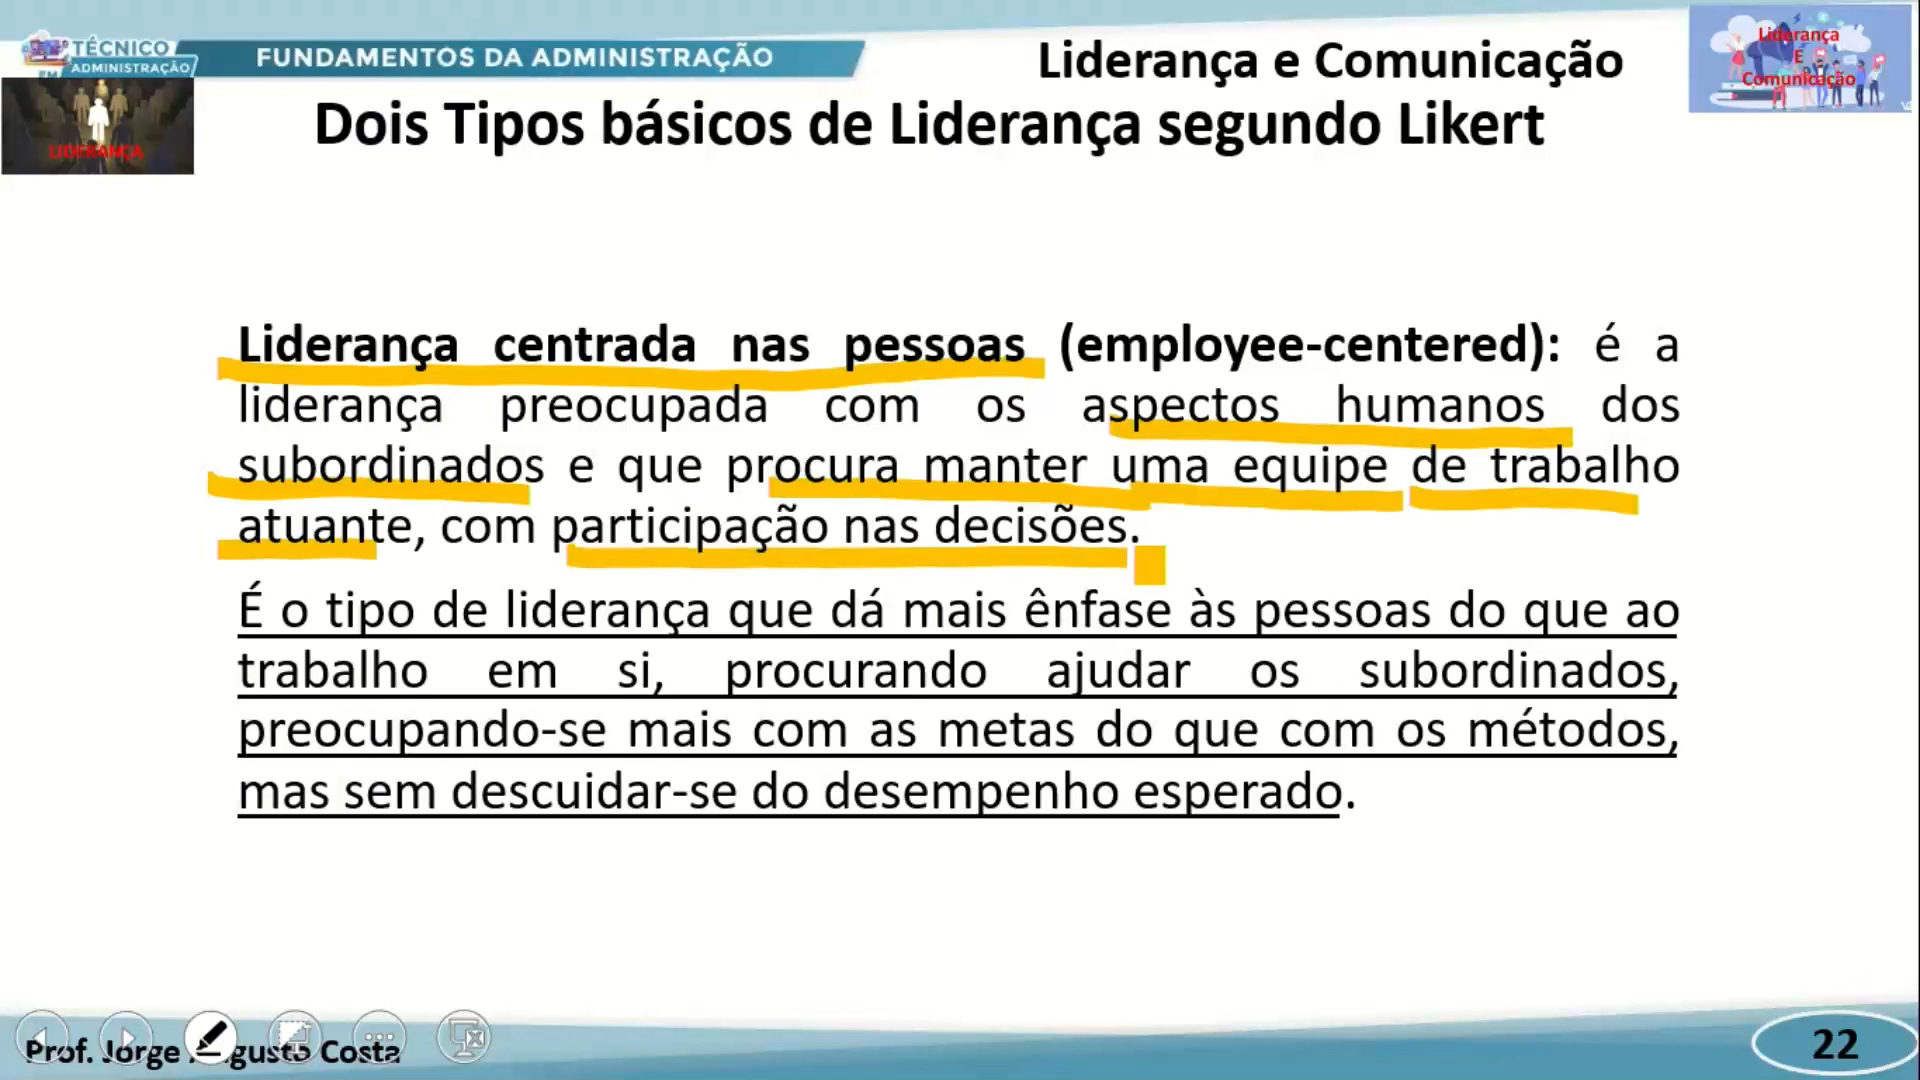 TÉCNICO
EM ADMINISTRAÇÃO
FUNDAMENTOS DA ADMINISTRAÇÃO
Liderança e Comunicação
Liderança
E
Comunicação
LIDERANÇA
Dois Tipos básicos de Liderança segundo Likert
Liderança centrada nas pessoas (employee-centered): é a
liderança preocupada com os aspectos humanos dos
subordinados e que procura manter uma equipe de trabalho
atuante, com participação nas decisões.
É o tipo de liderança que dá mais ênfase às pessoas do que ao
trabalho em si, procurando ajudar os subordinados,
preocupando-se mais com as metas do que com os métodos,
mas sem descuidar-se do desempenho esperado.
Prof. Jorge Augusto Costa
22